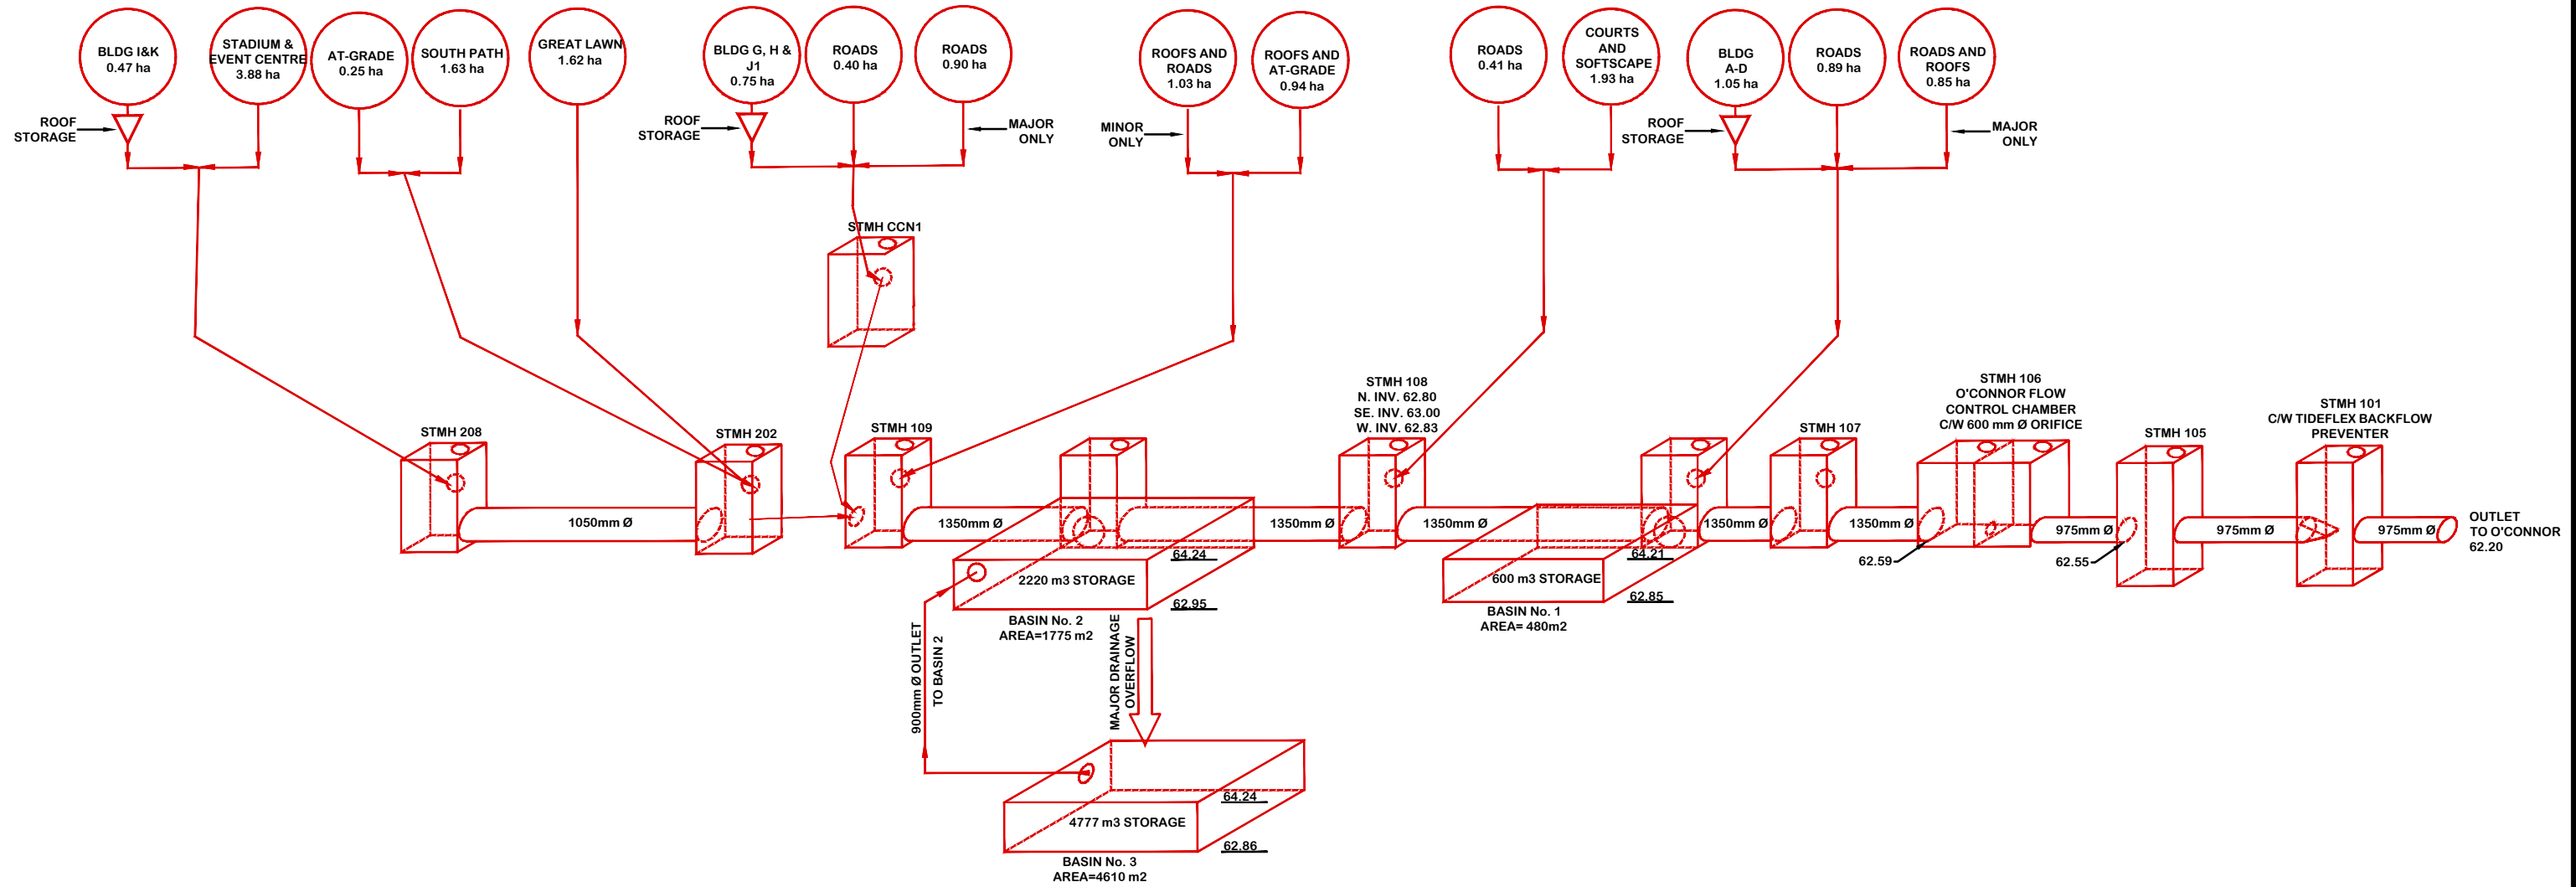 BLDG I&K
0.47 ha
STADIUM &
EVENT CENTRE
3.88 ha
AT-GRADE
0.25 ha
SOUTH PATH
1.63 ha
GREAT LAWN
1.62 ha
BLDG G, H &
J1
0.75 ha
ROADS
0.40 ha
ROADS
0.90 ha
ROOFS AND
ROADS
1.03 ha
ROOFS AND
AT-GRADE
0.94 ha
ROADS
0.41 ha
COURTS
AND
SOFTSCAPE
1.93 ha
BLDG
A-D
1.05 ha
ROADS
0.89 ha
ROADS AND
ROOFS
0.85 ha
ROOF
STORAGE
ROOF
STORAGE
MAJOR
ONLY
MINOR
ONLY
ROOF
STORAGE
MAJOR
ONLY
STMH CCN1
STMH 208
STMH 202
STMH 109
STMH 108
N. INV. 62.80
SE. INV. 63.00
W. INV. 62.83
STMH 107
STMH 106
O'CONNOR FLOW
CONTROL CHAMBER
C/W 600 mm Ø ORIFICE
STMH 105
STMH 101
C/W TIDEFLEX BACKFLOW
PREVENTER
1050mm Ø
1350mm Ø
1350mm Ø
1350mm Ø
1350mm Ø
1350mm Ø
975mm Ø
975mm Ø
975mm Ø
OUTLET
TO O'CONNOR
62.20
62.59
62.55
64.24
2220 m3 STORAGE
62.95
BASIN No. 2
AREA=1775 m2
64.21
600 m3 STORAGE
62.85
BASIN No. 1
AREA= 480m2
900mm Ø OUTLET
TO BASIN 2
MAJOR DRAINAGE
OVERFLOW
64.24
4777 m3 STORAGE
62.86
BASIN No. 3
AREA=4610 m2